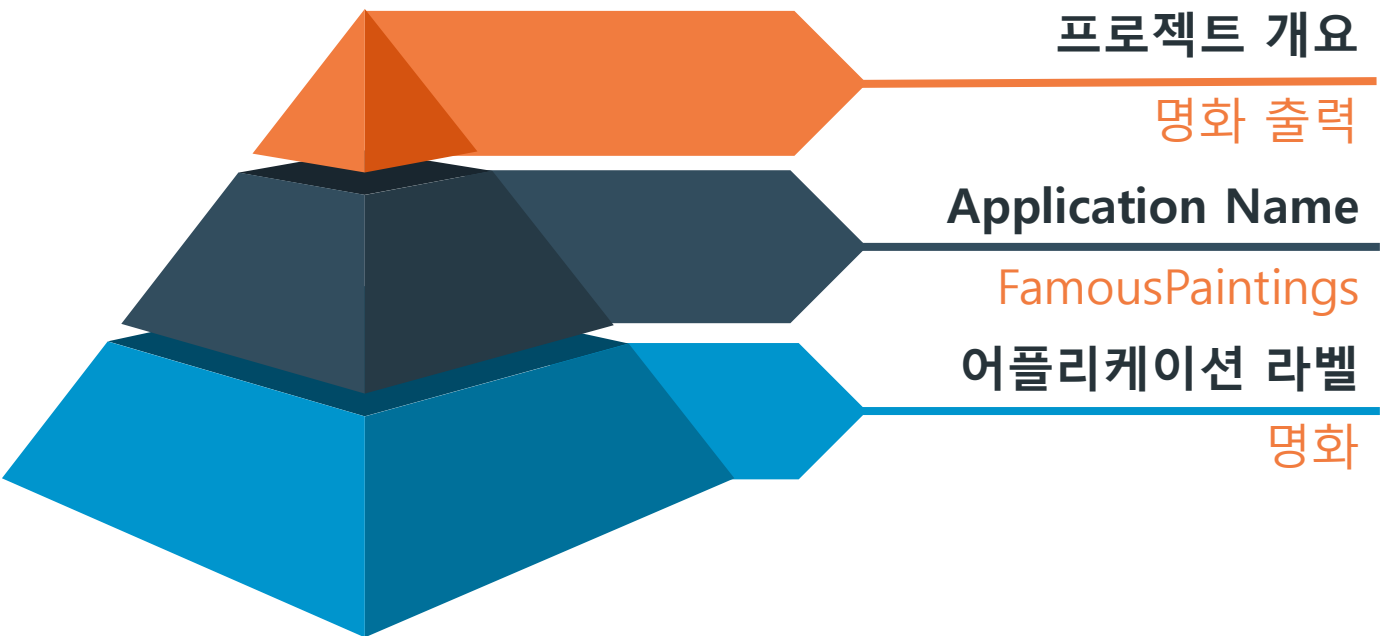 프로젝트 개요
명화 출력
Application Name
FamousPaintings
어플리케이션 라벨
명화